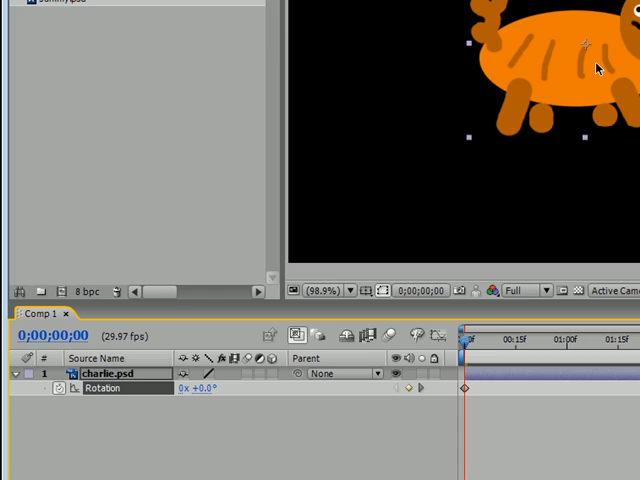 8 bpc
(98.9%) 0;00;00;00 Full Active Cam
Comp 1 ×
0;00;00;00 (29.97 fps)
0f 00:15f 01:00f 01:15f
# Source Name Parent
1 charlie.psd None
Rotation 0x +0.0°